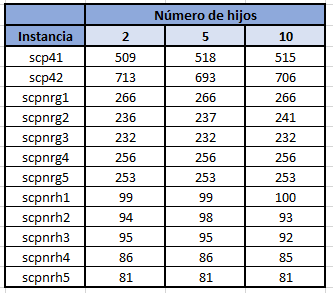 Número de hijos
Instancia 2 5 10
scp41 509 518 515
scp42 713 693 706
scpnrg1 266 266 266
scpnrg2 236 237 241
scpnrg3 232 232 232
scpnrg4 256 256 256
scpnrg5 253 253 253
scpnrh1 99 99 100
scpnrh2 94 98 93
scpnrh3 95 95 92
scpnrh4 86 86 85
scpnrh5 81 81 81